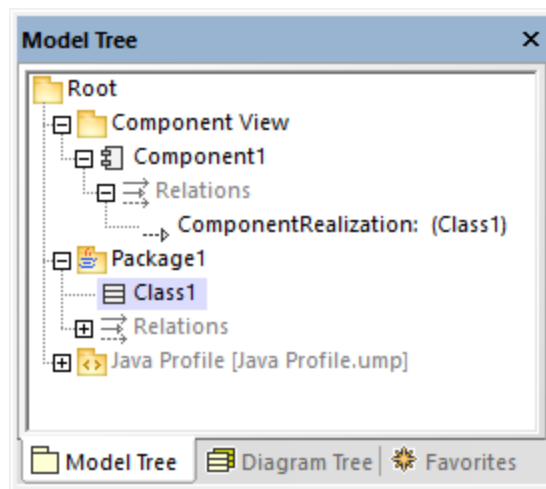 Model Tree
Root
Component View
Component1
Relations
ComponentRealization: (Class1)
Package1
Class1
Relations
Java Profile [Java Profile.ump]
Model Tree Diagram Tree Favorites